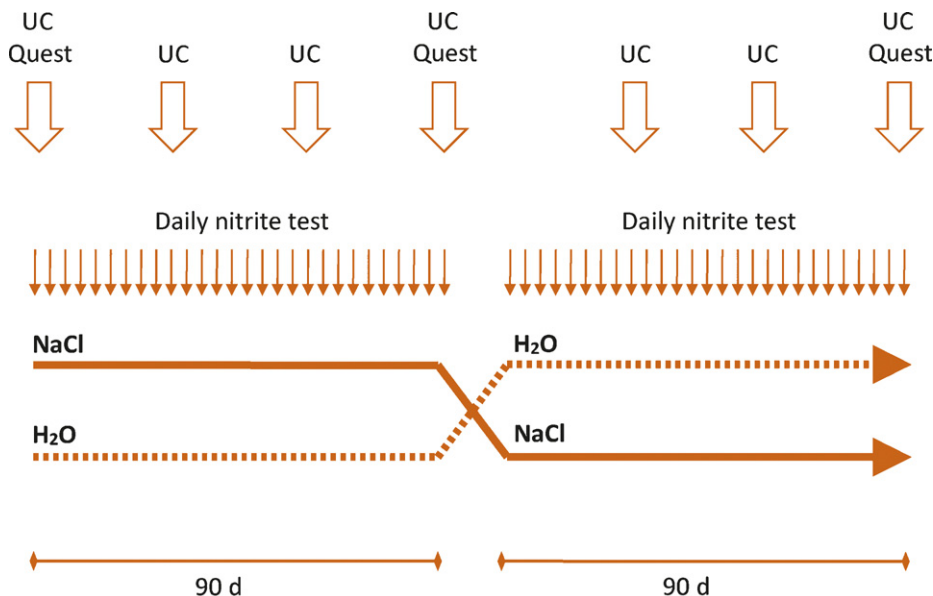 UC
Quest
UC
UC
UC
Quest
UC
UC
UC
Quest
Daily nitrite test
Daily nitrite test
NaCl
H₂O
H₂O
NaCl
90 d
90 d